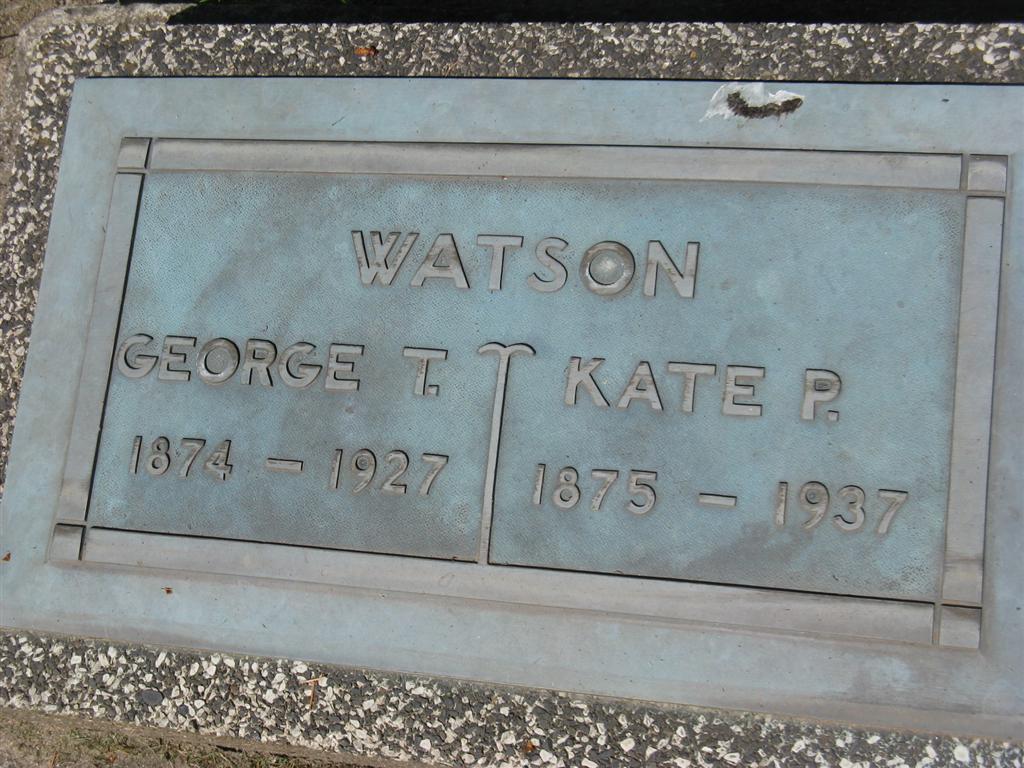 WATSON
GEORGE T. KATE P.
1874 – 1927 1875 – 1937